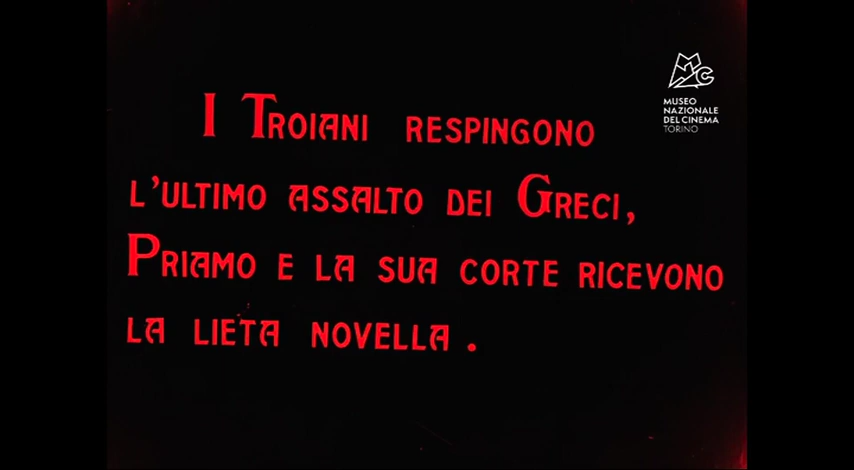 I Troiani respingono
l'ultimo assalto dei Greci,
Priamo e la sua corte ricevono
la lieta novella.
MUSEO
NAZIONALE
DEL CINEMA
TORINO